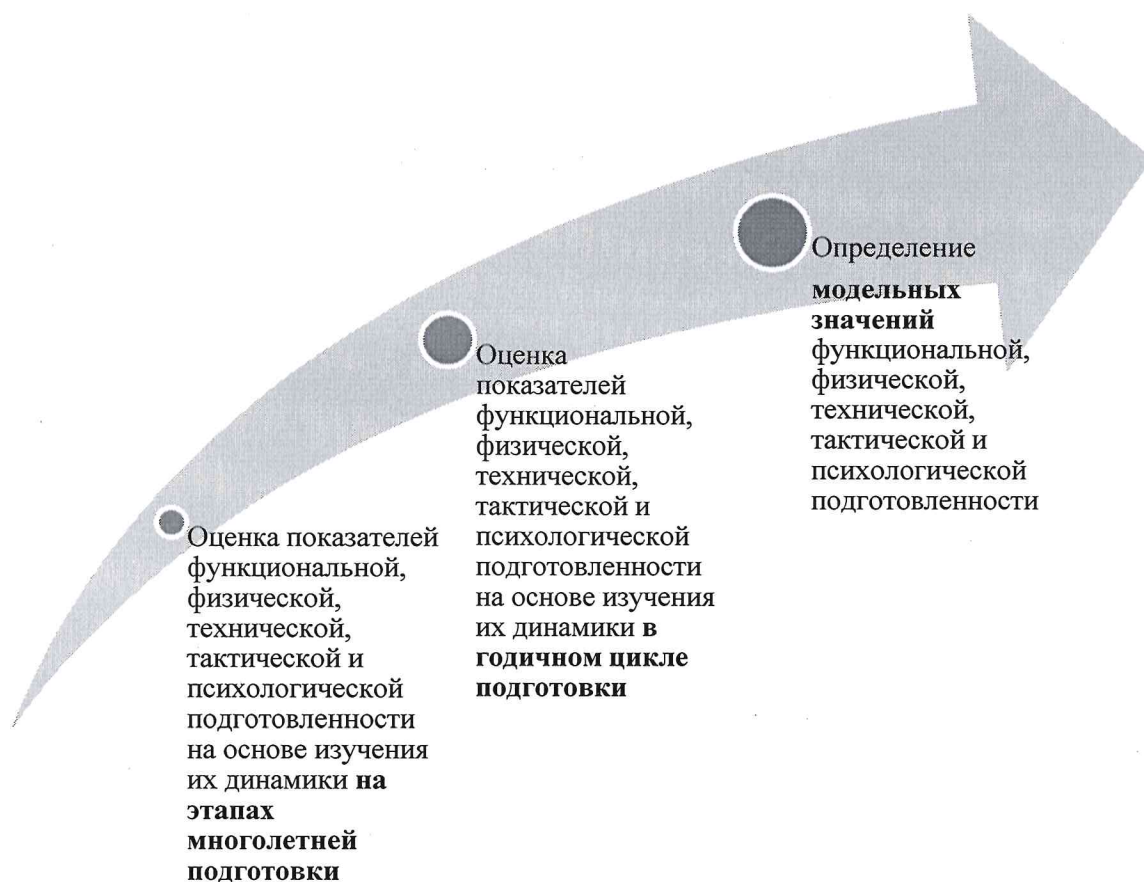 Оценка показателей
функциональной,
физической,
технической,
тактической и
психологической
подготовленности
на основе изучения
их динамики на
этапах
многолетней
подготовки
Оценка
показателей
функциональной,
физической,
технической,
тактической и
психологической
подготовленности
на основе изучения
их динамики в
годичном цикле
подготовки
Определение
модельных
значений
функциональной,
физической,
технической,
тактической и
психологической
подготовленности